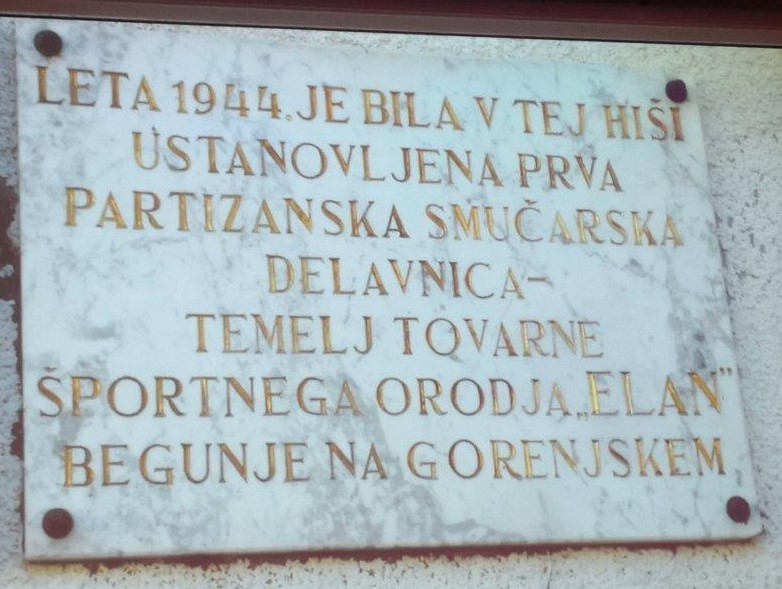 LETA 1944. JE BILA V TEJ HIŠI
USTANOVLJENA PRVA
PARTIZANSKA SMUČARSKA
DELAVNICA-
TEMELJ TOVARNE
ŠPORTNEGA ORODJA „ELAN”
BEGUNJE NA GORENJSKEM